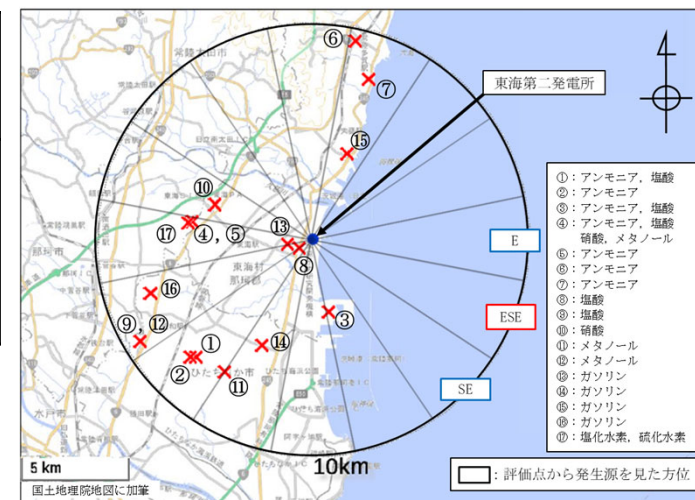 ⑥
⑦
東海第二発電所
⑮
⑩
⑰
④, ⑤
⑬
⑧
東海村
那珂郡
那珂市
⑯
⑨, ⑫
③
①
②
⑭
⑪
ひたちなか市
水戸市
常陸太田市
E
ESE
SE
①：アンモニア，塩酸
②：アンモニア
③：アンモニア，塩酸
④：アンモニア，塩酸
硝酸，メタノール
⑤：アンモニア
⑥：アンモニア
⑦：アンモニア
⑧：塩酸
⑨：塩酸
⑩：硝酸
⑪：メタノール
⑫：メタノール
⑬：ガソリン
⑭：ガソリン
⑮：ガソリン
⑯：ガソリン
⑰：塩化水素，硫化水素
5 km
国土地理院地図に加筆
10km
：評価点から発生源を見た方位